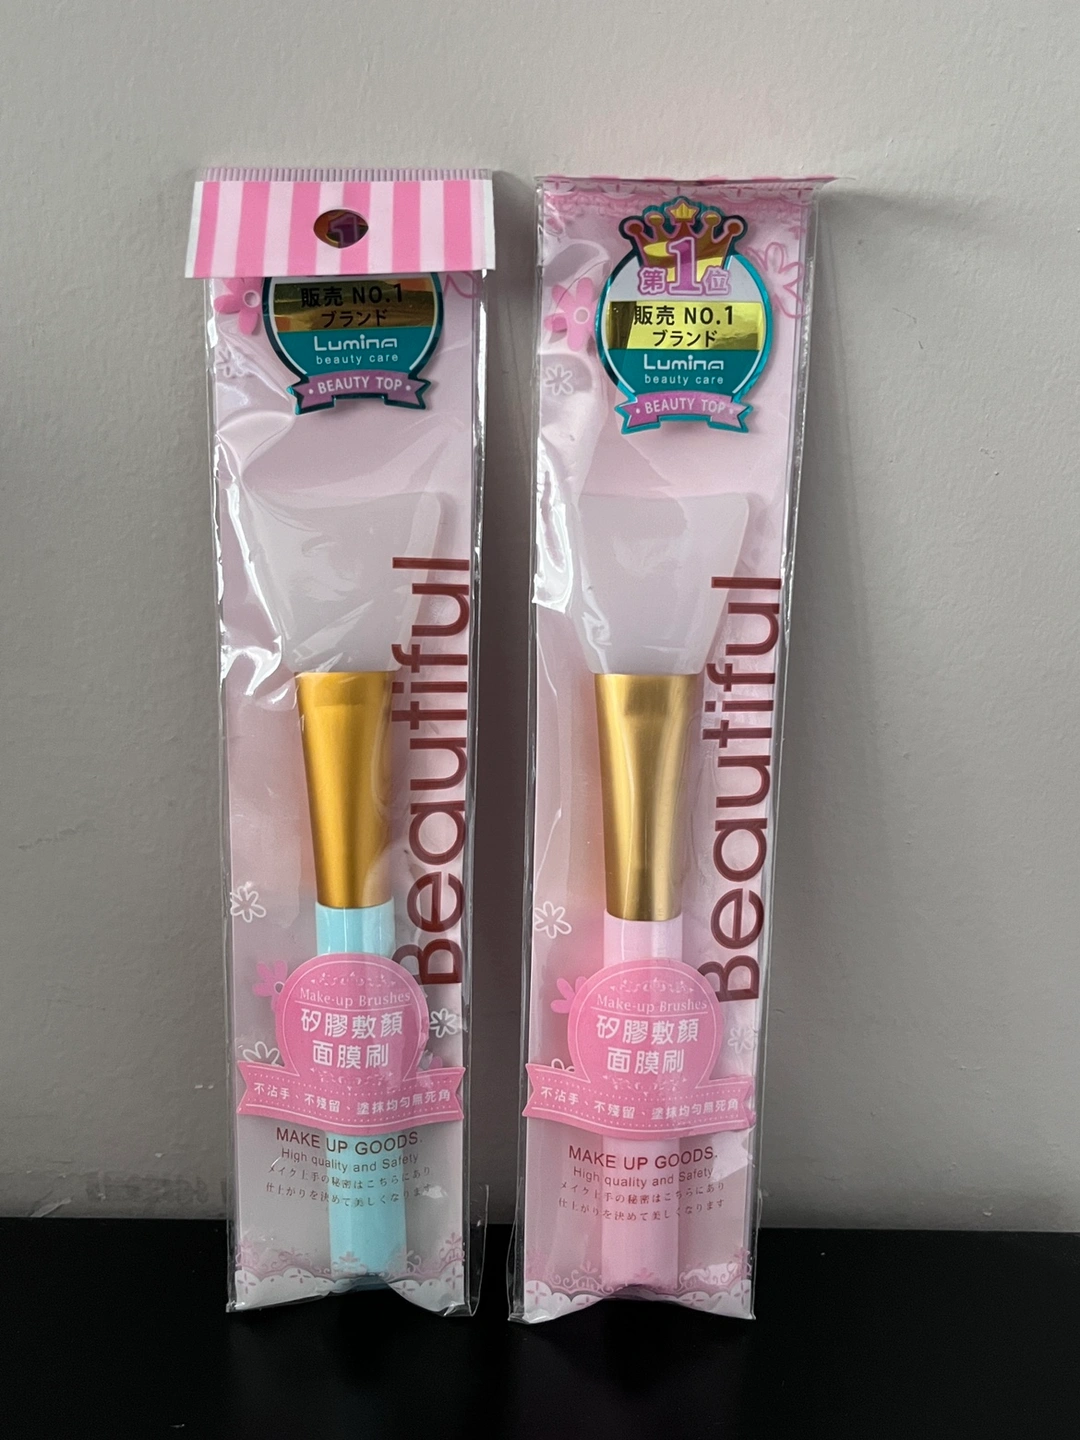 1
販売 NO.1
ブランド
Lumina
beauty care
BEAUTY TOP
Beautiful
Make-up Brushes
矽膠敷顏
面膜刷
不沾手、不殘留、塗抹均勻無死角
MAKE UP GOODS.
High quality and Safety
メイク上手の秘密はこちらにあり
仕上がりを決めて美しくなります
第1位
販売 NO.1
ブランド
Lumina
beauty care
BEAUTY TOP
Beautiful
Make-up Brushes
矽膠敷顏
面膜刷
不沾手、不殘留、塗抹均勻無死角
MAKE UP GOODS.
High quality and Safety
メイク上手の秘密はこちらにあり
仕上がりを決めて美しくなります